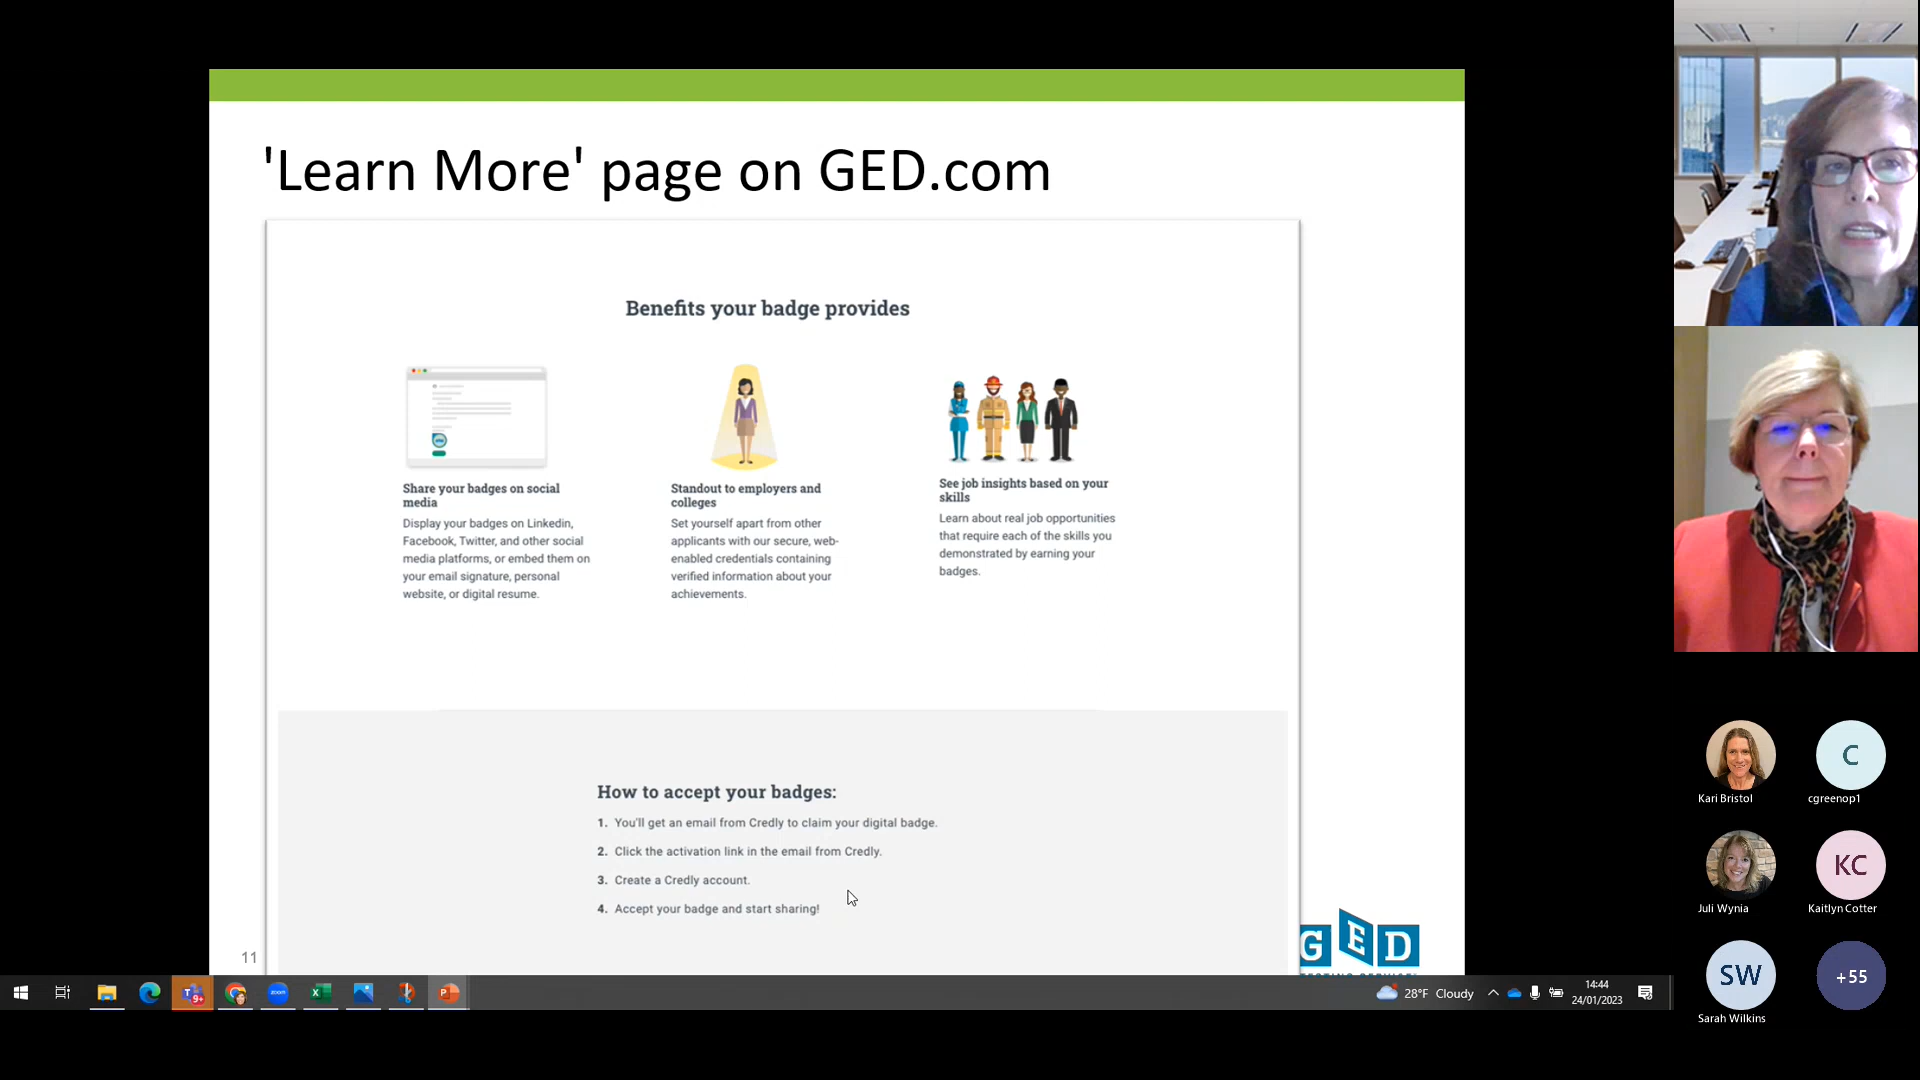 'Learn More' page on GED.com
Benefits your badge provides
Share your badges on social
media
Display your badges on Linkedin,
Facebook, Twitter, and other social
media platforms, or embed them on
your email signature, personal
website, or digital resume.
Standout to employers and
colleges
Set yourself apart from other
applicants with our secure, web-
enabled credentials containing
verified information about your
achievements.
See job insights based on your
skills
Learn about real job opportunities
that require each of the skills you
demonstrated by earning your
badges.
How to accept your badges:
1. You'll get an email from Credly to claim your digital badge.
2. Click the activation link in the email from Credly.
3. Create a Credly account.
4. Accept your badge and start sharing!
11
GED
28°F Cloudy
14:44
24/01/2023
Kari Bristol
C
cgreenop1
Juli Wynia
KC
Kaitlyn Cotter
SW
Sarah Wilkins
+55